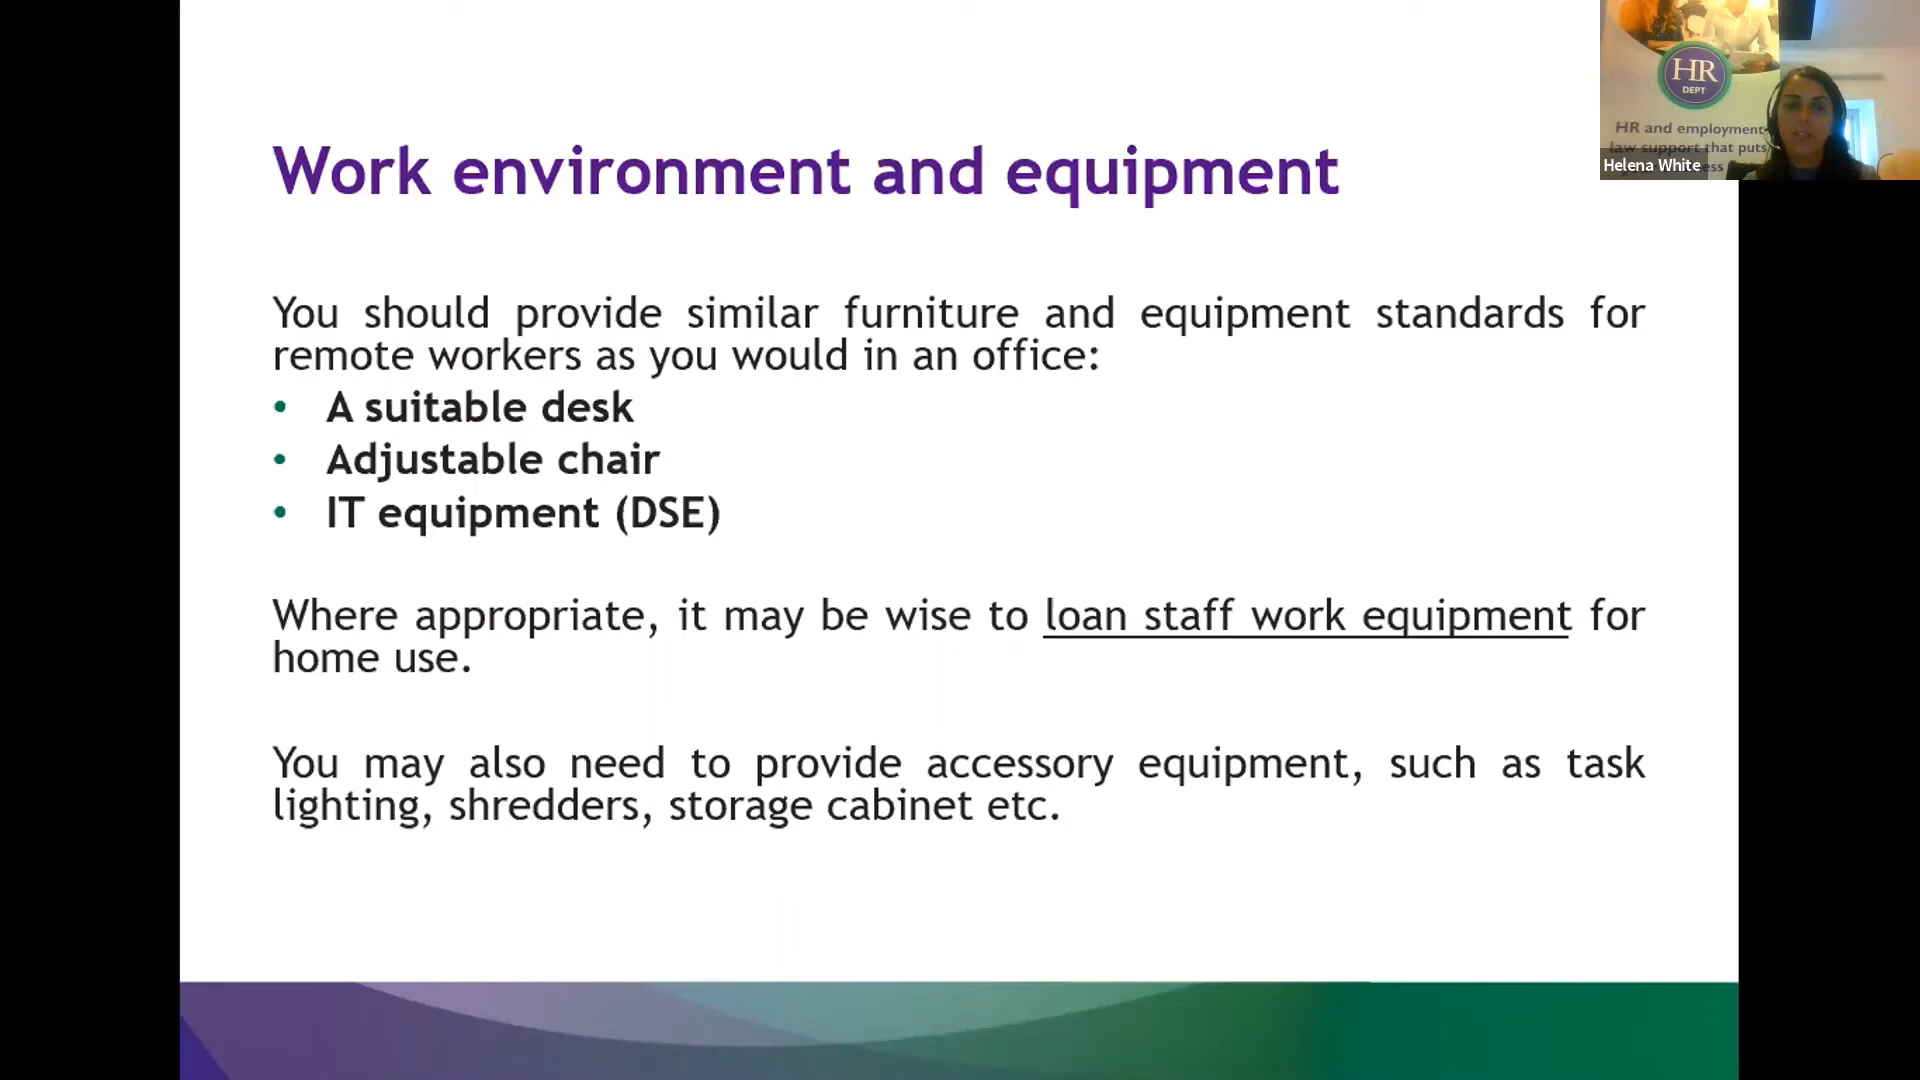 Work environment and equipment
You should provide similar furniture and equipment standards for
remote workers as you would in an office:
• A suitable desk
• Adjustable chair
• IT equipment (DSE)
Where appropriate, it may be wise to loan staff work equipment for
home use.
You may also need to provide accessory equipment, such as task
lighting, shredders, storage cabinet etc.
HR
DEPT
HR and employment
law support that puts
Helena White